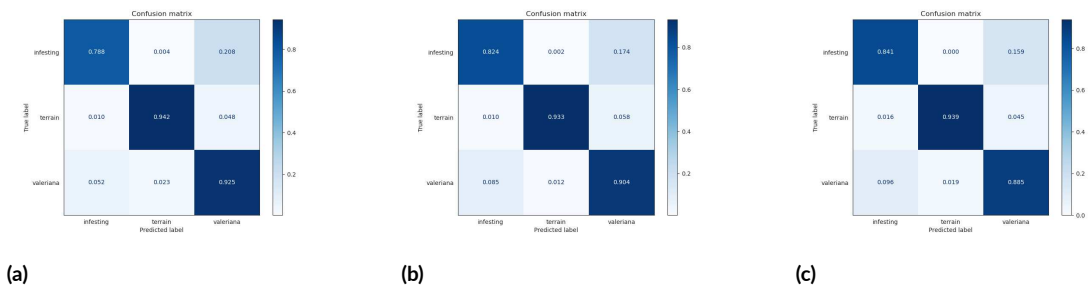 Confusion matrix
infesting 0.788 0.004 0.208
terrain 0.010 0.942 0.048
valeriana 0.052 0.023 0.925
infesting terrain valeriana
Predicted label
True label
0.8
0.6
0.4
0.2
(a)
Confusion matrix
infesting 0.824 0.002 0.174
terrain 0.010 0.933 0.058
valeriana 0.085 0.012 0.904
infesting terrain valeriana
Predicted label
True label
0.8
0.6
0.4
0.2
(b)
Confusion matrix
infesting 0.841 0.000 0.159
terrain 0.016 0.939 0.045
valeriana 0.096 0.019 0.885
infesting terrain valeriana
Predicted label
True label
0.8
0.6
0.4
0.2
0.0
(c)